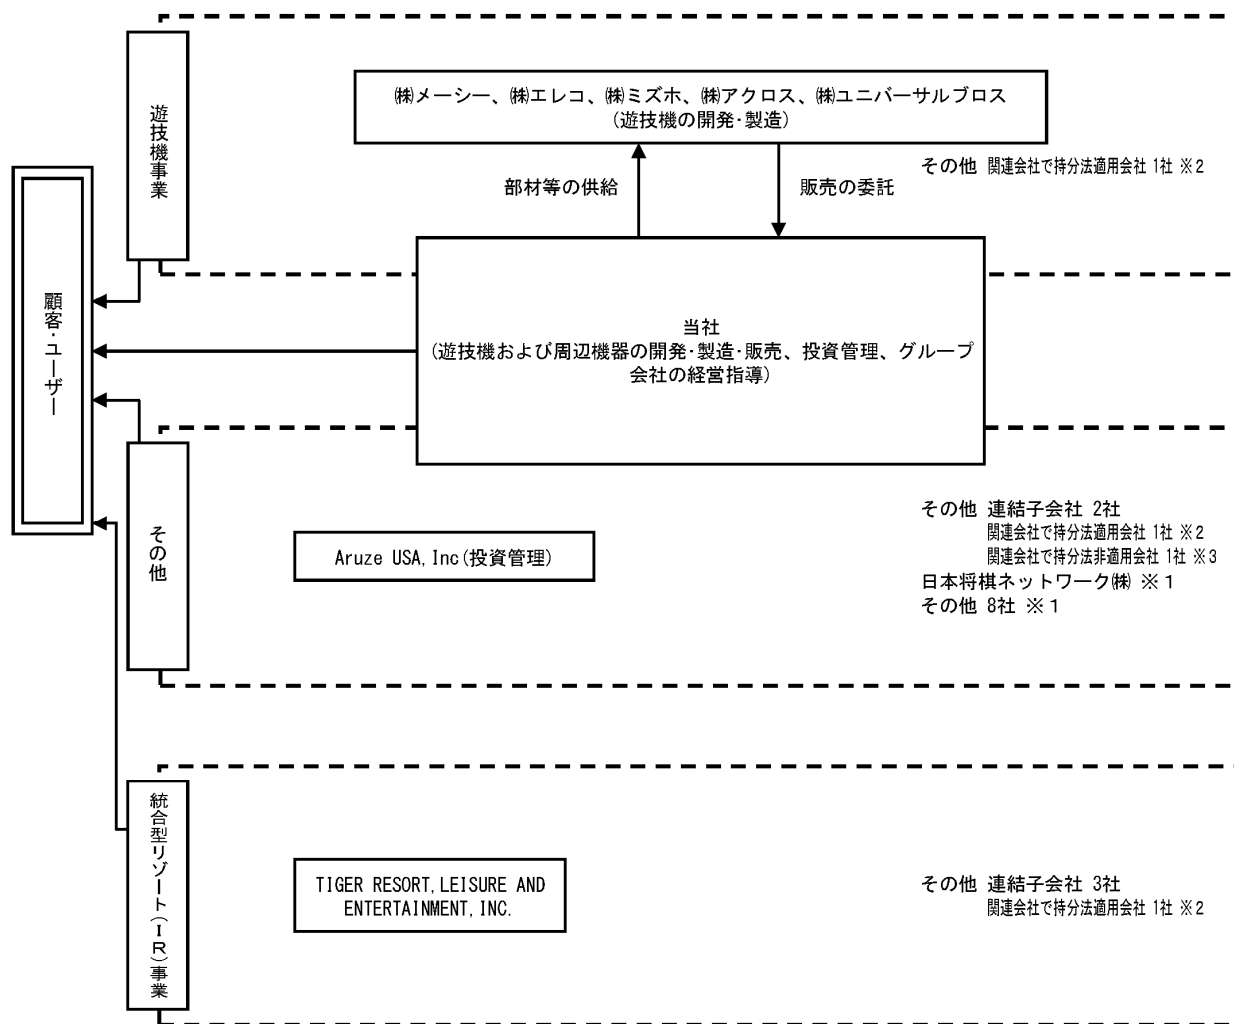 遊技機事業
㈱メーシー、㈱エレコ、㈱ミズホ、㈱アクロス、㈱ユニバーサルブロス
(遊技機の開発・製造)
その他 関連会社で持分法適用会社 1社 ※2
部材等の供給
販売の委託
顧客・ユーザー
当社
(遊技機および周辺機器の開発・製造・販売、投資管理、グループ
会社の経営指導)
その他
Aruze USA, Inc(投資管理)
その他 連結子会社 2社
関連会社で持分法適用会社 1社 ※2
関連会社で持分法非適用会社 1社 ※3
日本将棋ネットワーク㈱ ※１
その他 8社 ※１
統合型リゾート(ＩＲ)事業
TIGER RESORT, LEISURE AND
ENTERTAINMENT, INC.
その他 連結子会社 3社
関連会社で持分法適用会社 1社 ※2